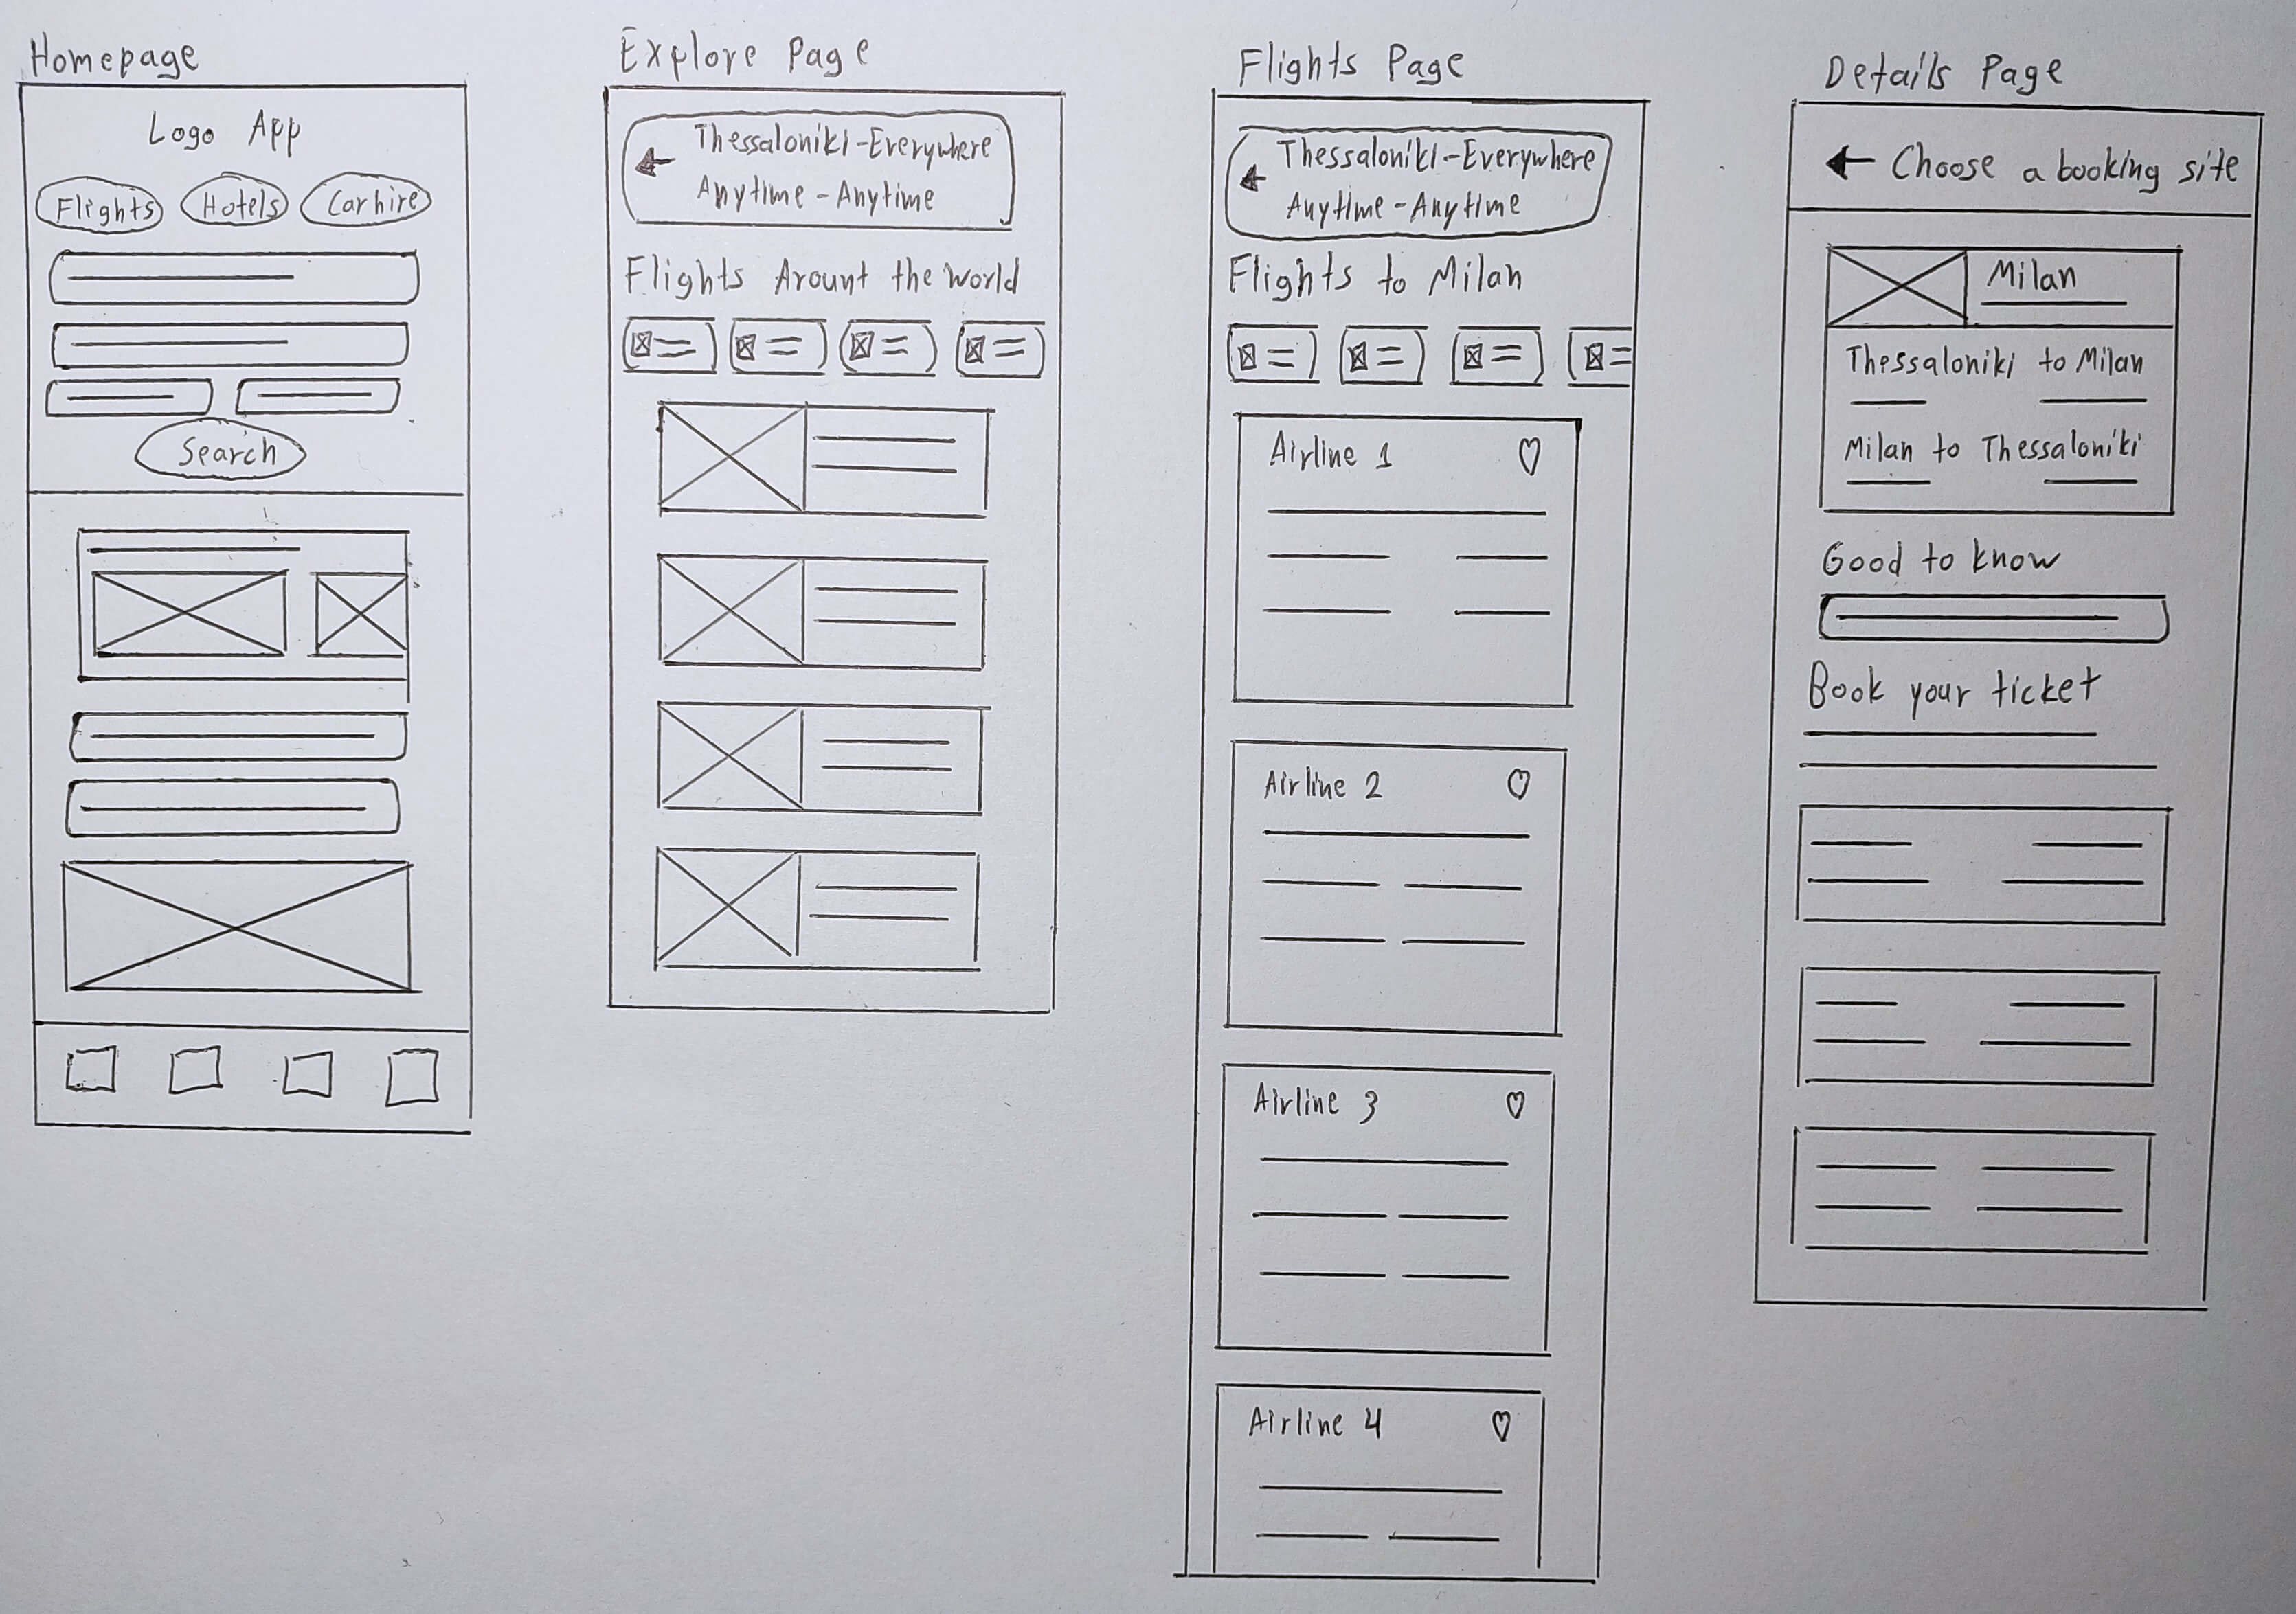 Homepage
Logo App
Flights
Hotels
Car hire
Search
Explore Page
Thessaloniki-Everywhere
Anytime-Anytime
Flights Arount the World
Flights Page
Thessaloniki-Everywhere
Anytime-Anytime
Flights to Milan
Airline 1
Airline 2
Airline 3
Airline 4
Details Page
Choose a booking site
Milan
Thessaloniki to Milan
Milan to Thessaloniki
Good to know
Book your ticket